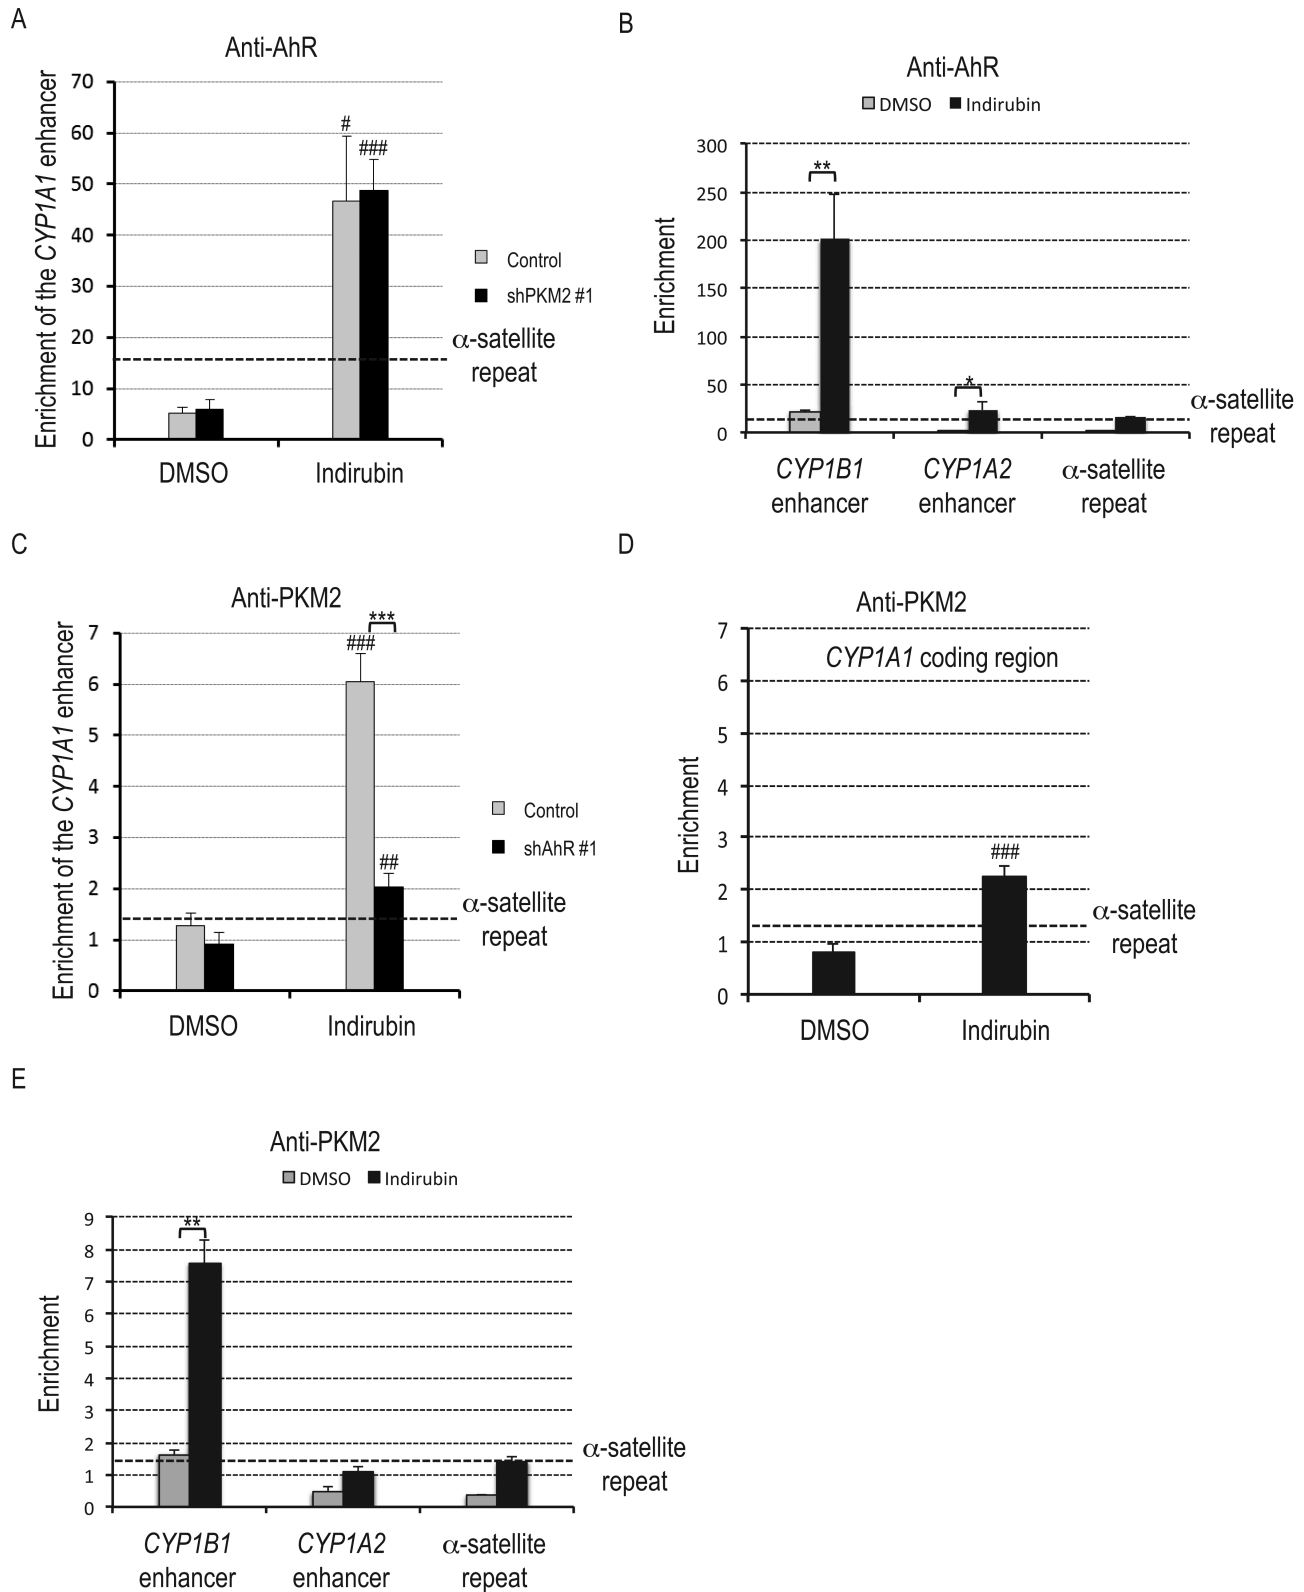 A
Anti-AhR
Enrichment of the CYP1A1 enhancer
70
60
50
40
30
20
10
0
#
###
Control
shPKM2 #1
α-satellite
repeat
DMSO
Indirubin
B
Anti-AhR
DMSO
Indirubin
Enrichment
300
250
200
150
100
50
0
**
*
α-satellite
repeat
CYP1B1
enhancer
CYP1A2
enhancer
α-satellite
repeat
C
Anti-PKM2
Enrichment of the CYP1A1 enhancer
7
6
5
4
3
2
1
0
***
###
##
Control
shAhR #1
α-satellite
repeat
DMSO
Indirubin
D
Anti-PKM2
CYP1A1 coding region
Enrichment
7
6
5
4
3
2
1
0
###
α-satellite
repeat
DMSO
Indirubin
E
Anti-PKM2
DMSO
Indirubin
Enrichment
9
8
7
6
5
4
3
2
1
0
**
α-satellite
repeat
CYP1B1
enhancer
CYP1A2
enhancer
α-satellite
repeat